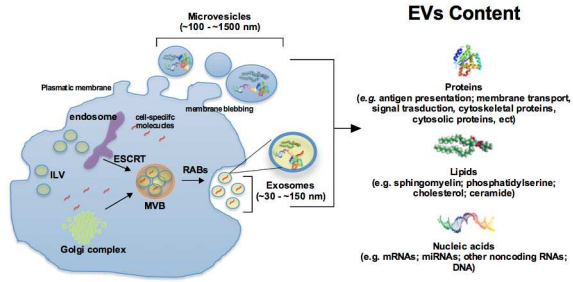 EVs Content
Microvesicles
(~100 - ~1500 nm)
Plasmatic membrane
membrane blebbing
endosome
cell-specifc
molecules
ILV
ESCRT
RABs
MVB
Golgi complex
Exosomes
(~30 - ~150 nm)
Proteins
(e.g. antigen presentation; membrane transport,
signal trasduction, cytoskeletal proteins,
cytosolic proteins, ect)
Lipids
(e.g. sphingomyelin; phosphatidylserine;
cholesterol; ceramide)
Nucleic acids
(e.g. mRNAs; miRNAs; other noncoding RNAs;
DNA)